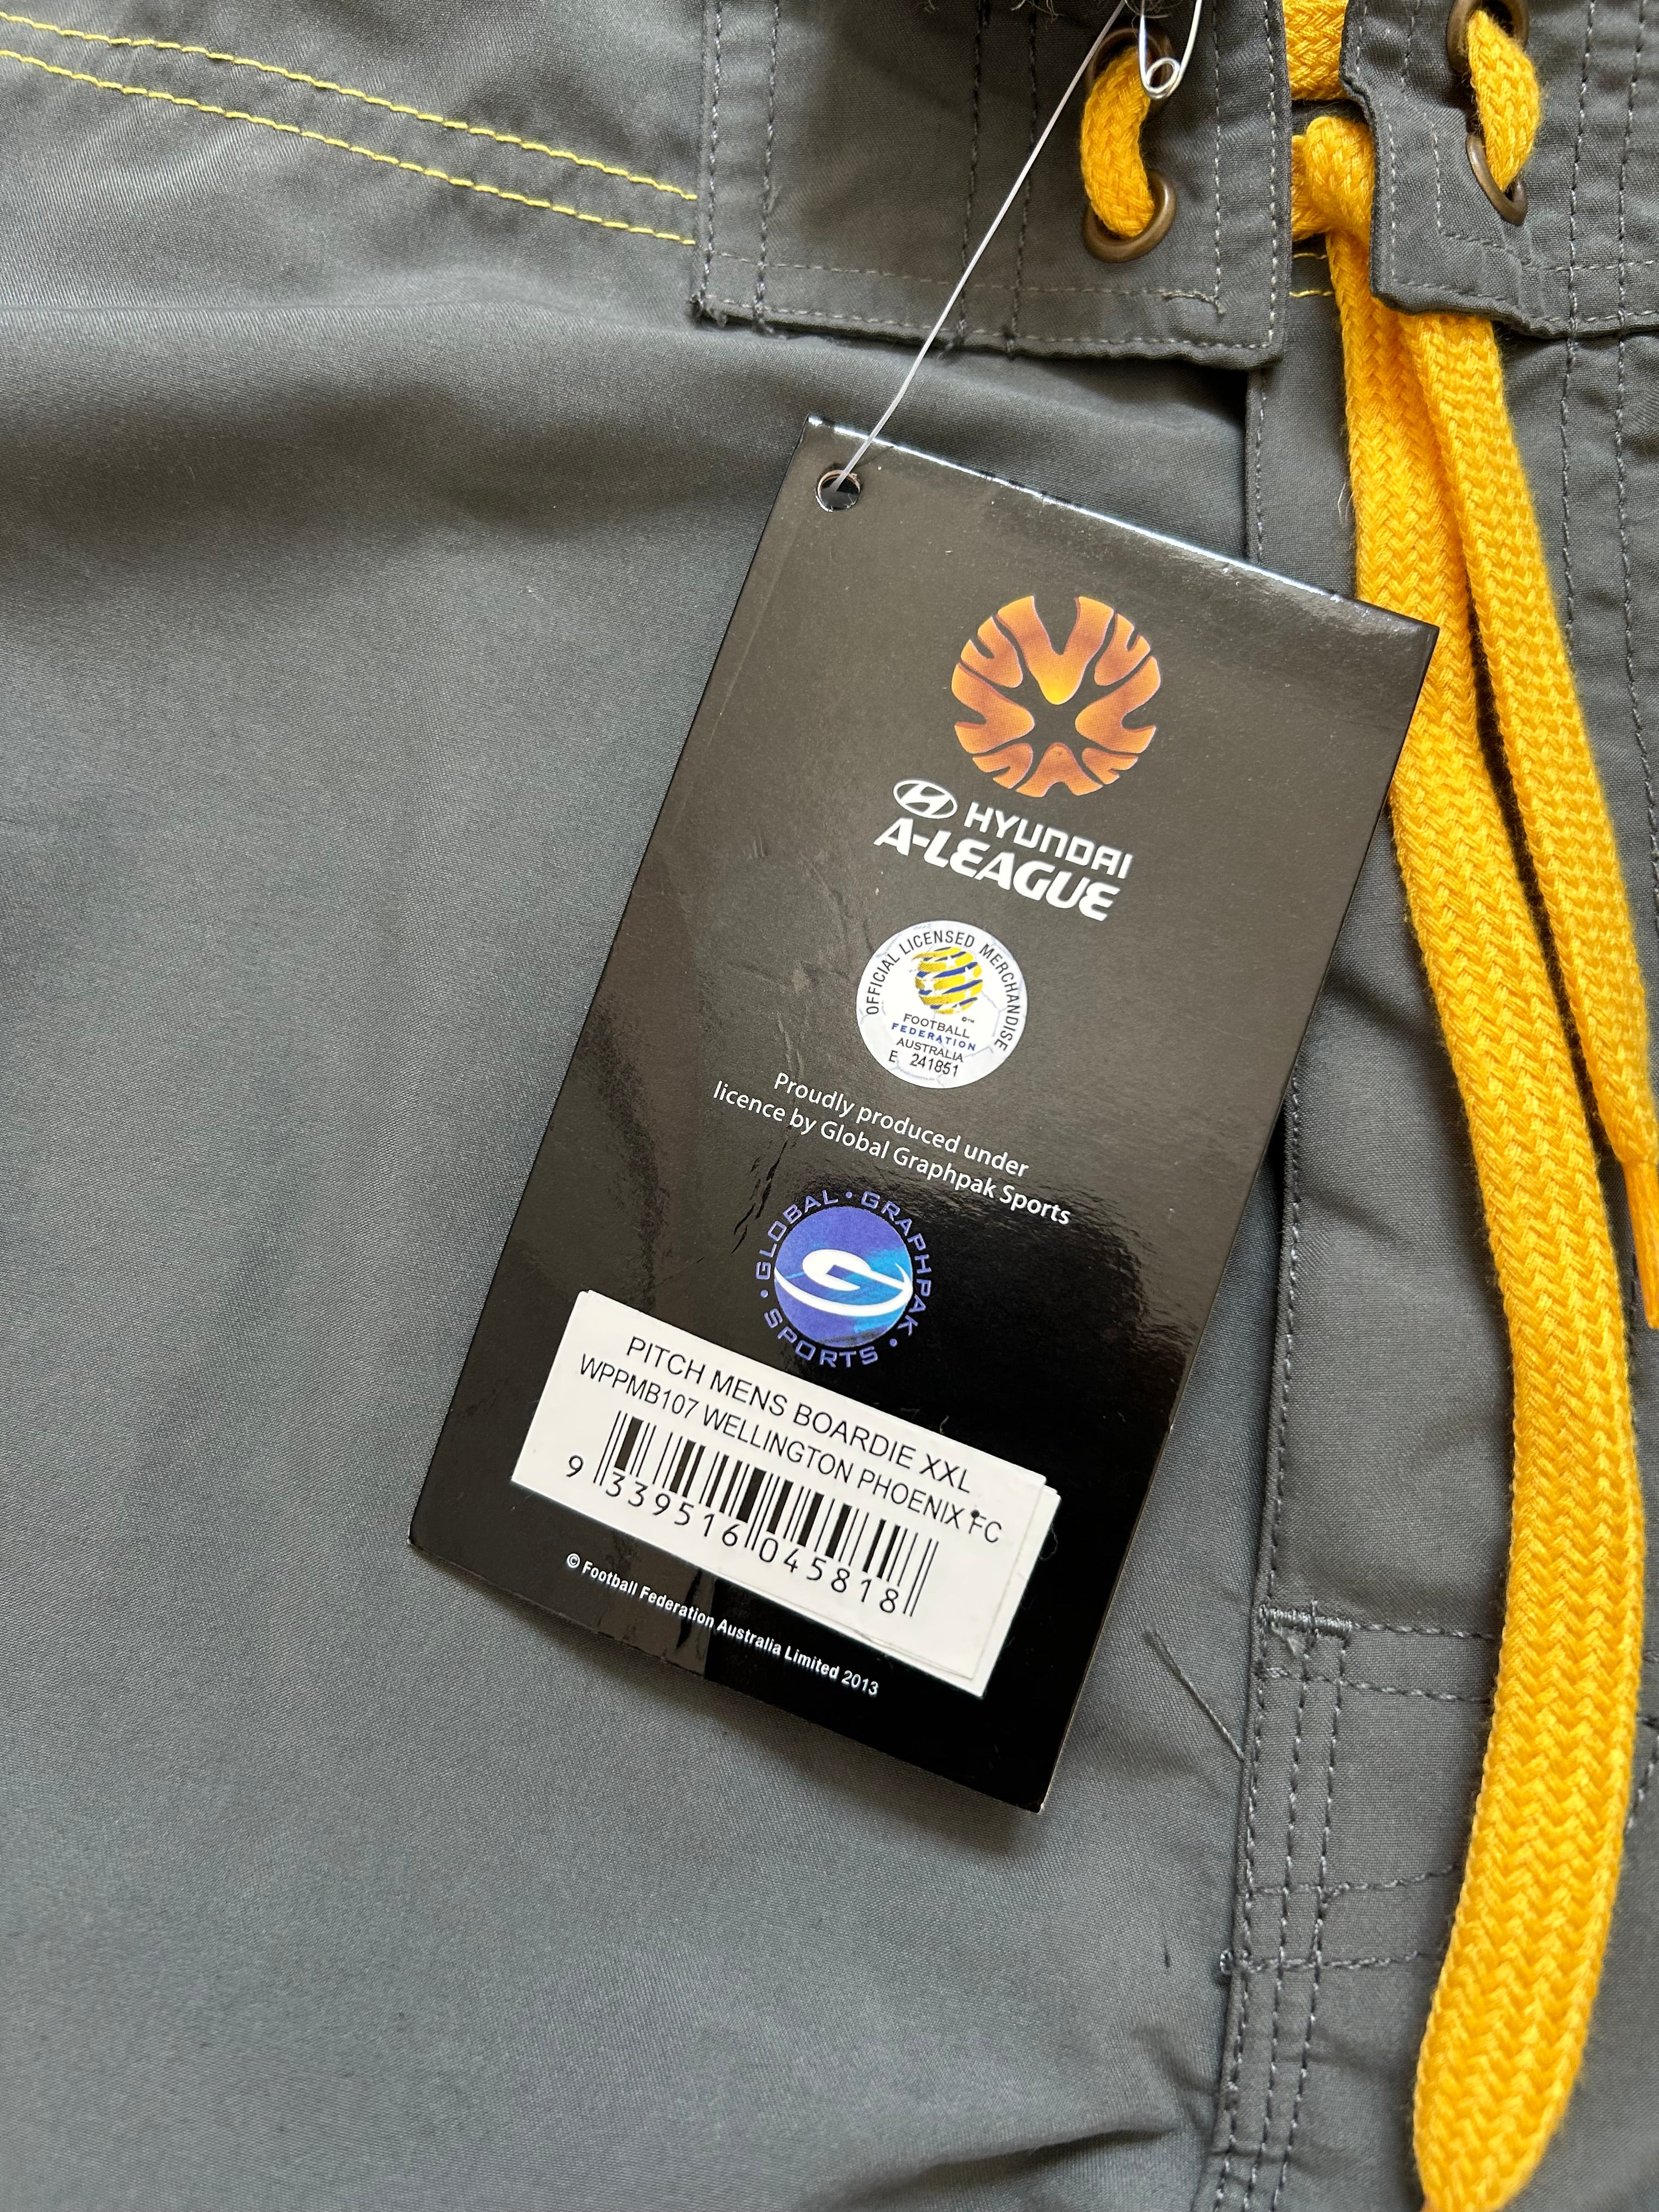 HYUNDAI
A-LEAGUE
OFFICIAL LICENSED MERCHANDISE
FOOTBALL
FEDERATION
AUSTRALIA
E 241851
Proudly produced under
licence by Global Graphpak Sports
GLOBAL • GRAPHPAK • SPORTS •
PITCH MENS BOARDIE XXL
WPPMB107 WELLINGTON PHOENIX FC
9 339516 045818
© Football Federation Australia Limited 2013